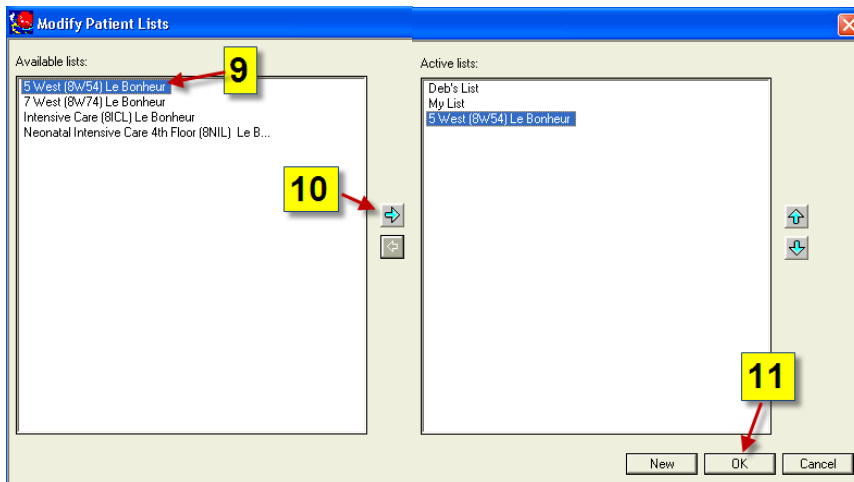 Modify Patient Lists
Available lists:
5 West (8W54) Le Bonheur
7 West (8W74) Le Bonheur
Intensive Care (8ICL) Le Bonheur
Neonatal Intensive Care 4th Floor (8NIL)  Le B...
9
10
Active lists:
Deb's List
My List
5 West (8W54) Le Bonheur
11
New
OK
Cancel